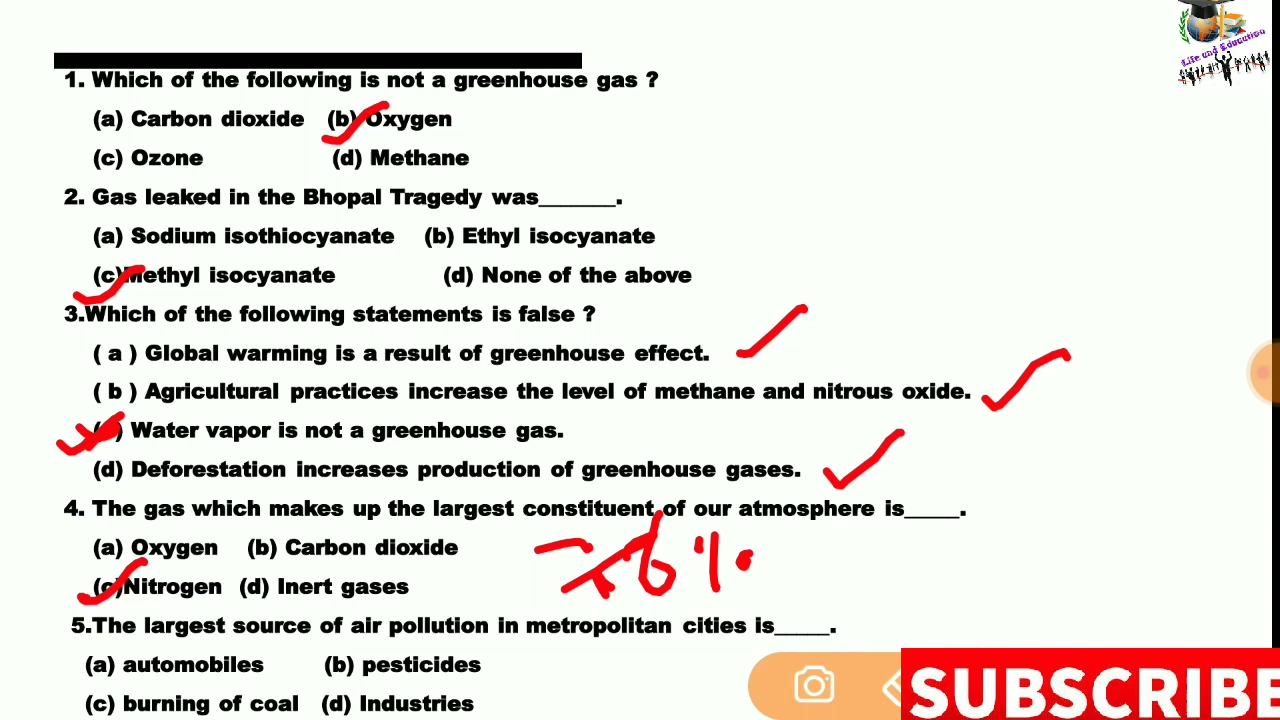 Life and Education
1. Which of the following is not a greenhouse gas ?
(a) Carbon dioxide (b) Oxygen
(c) Ozone (d) Methane
2. Gas leaked in the Bhopal Tragedy was_______.
(a) Sodium isothiocyanate (b) Ethyl isocyanate
(c)Methyl isocyanate (d) None of the above
3.Which of the following statements is false ?
( a ) Global warming is a result of greenhouse effect.
( b ) Agricultural practices increase the level of methane and nitrous oxide.
Water vapor is not a greenhouse gas.
(d) Deforestation increases production of greenhouse gases.
4. The gas which makes up the largest constituent of our atmosphere is_____.
(a) Oxygen (b) Carbon dioxide
(c)Nitrogen (d) Inert gases
5.The largest source of air pollution in metropolitan cities is_____.
(a) automobiles (b) pesticides
(c) burning of coal (d) Industries
SUBSCRIBE